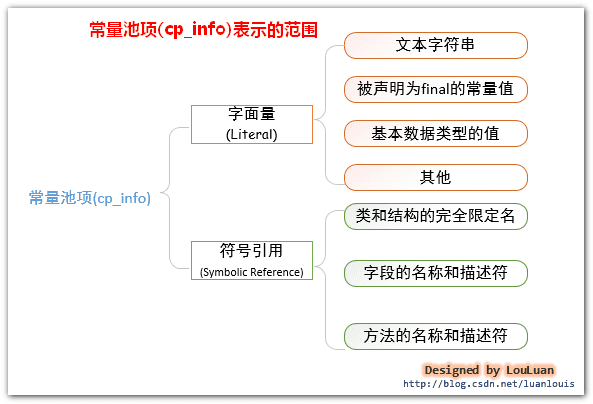 常量池项(cp_info)表示的范围
常量池项(cp_info)
字面量
(Literal)
文本字符串
被声明为final的常量值
基本数据类型的值
其他
符号引用
(Symbolic Reference)
类和结构的完全限定名
字段的名称和描述符
方法的名称和描述符
Designed by LouLuan
http://blog.csdn.net/luanlouis